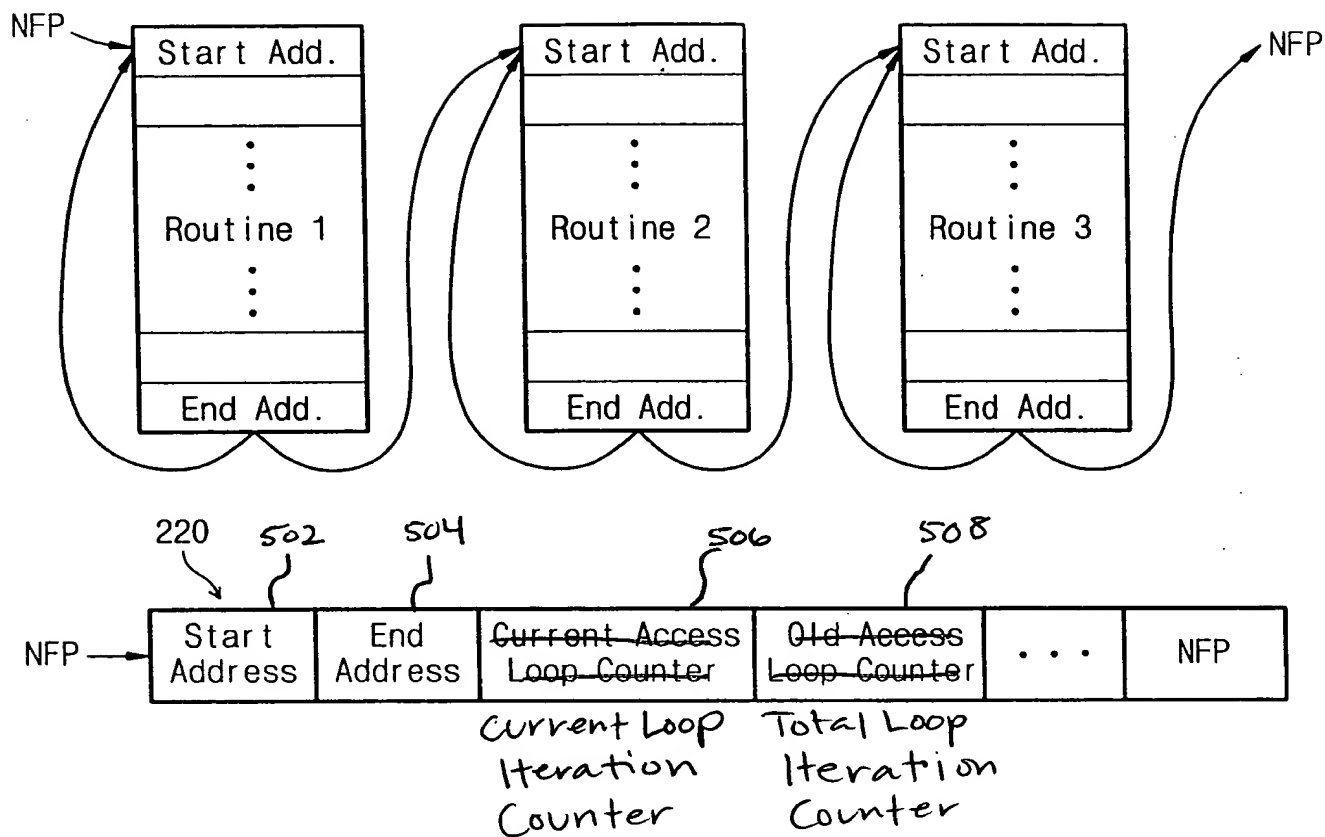 NFP
Start Add.
Start Add.
Start Add.
NFP
Routine 1
Routine 2
Routine 3
End Add.
End Add.
End Add.
220
502
504
506
508
NFP
Start
Address
End
Address
Current Access
Loop Counter
Old Access
Loop Counter
...
NFP
Current Loop
Iteration
Counter
Total Loop
Iteration
Counter